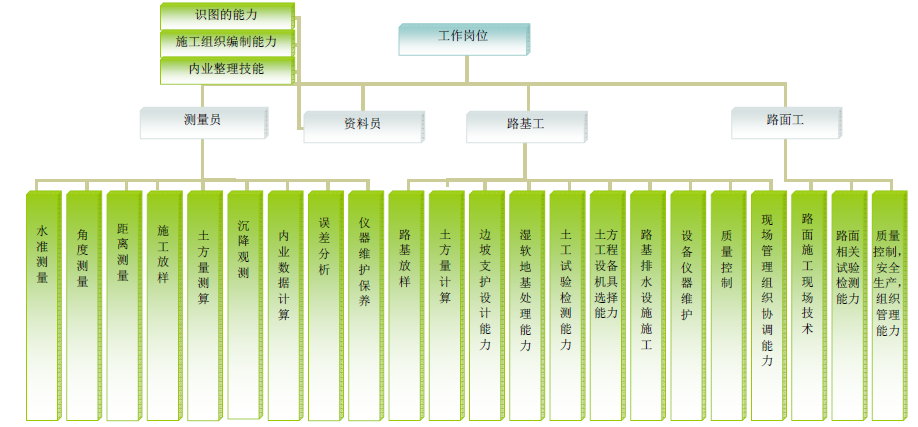 识图的能力
施工组织编制能力
内业整理技能
工作岗位
测量员
资料员
路基工
路面工
水准测量
角度测量
距离测量
施工放样
土方量测算
沉降观测
内业数据计算
误差分析
仪器维护保养
路基放样
土方量计算
边坡支护设计能力
湿软地基处理能力
土工试验检测能力
土方工程设备机具选择能力
路基排水设施施工
设备仪器维护
质量控制
现场管理组织协调能力
路面施工现场技术
路面相关试验检测能力
质量控制，安全生产，组织管理能力